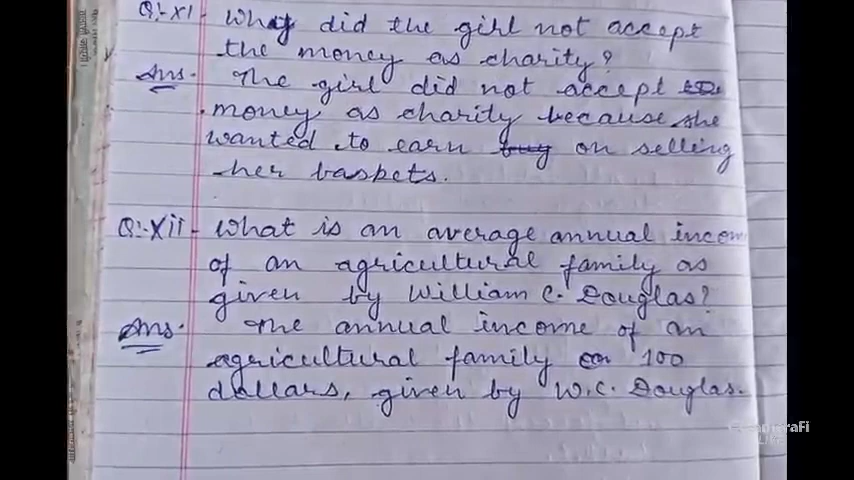 Q:-XI - Why did the girl not accept
the money as charity?
Ans. The girl did not accept
money as charity because she
wanted to earn buy on selling
her baskets.
Q:-Xii - What is an average annual incom
of an agricultural family as
given by William C. Douglas?
Ans. The annual income of an
agricultural family on 100
dollars, given by W.C. Douglas.